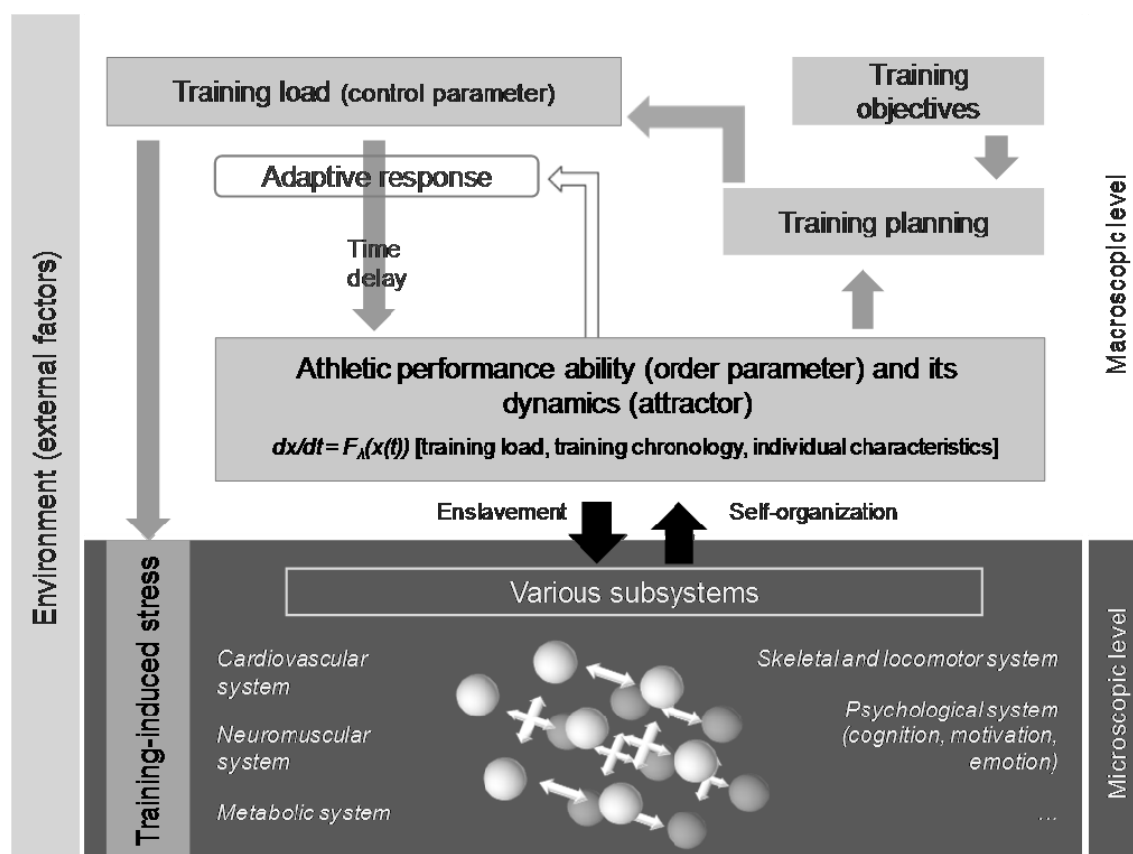 Environment (external factors)
Training load (control parameter)
Training
objectives
Adaptive response
Training planning
Time
delay
Athletic performance ability (order parameter) and its
dynamics (attractor)
dx/dt = Fλ(x(t)) [training load, training chronology, individual characteristics]
Macroscopic level
Enslavement
Self-organization
Training-induced stress
Various subsystems
Cardiovascular
system
Neuromuscular
system
Metabolic system
Skeletal and locomotor system
Psychological system
(cognition, motivation,
emotion)
...
Microscopic level